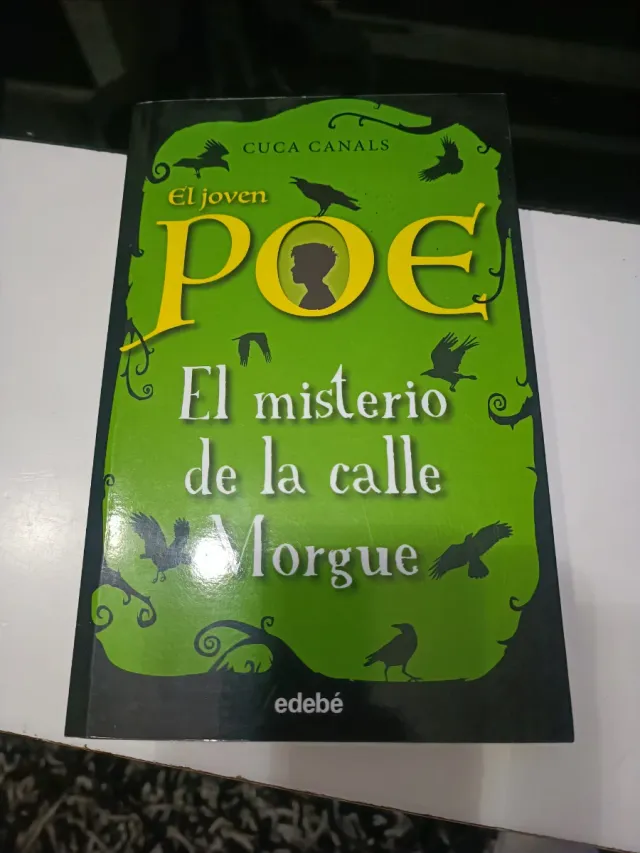 CUCA CANALS
El joven
POE
El misterio
de la calle
Morgue
edebé